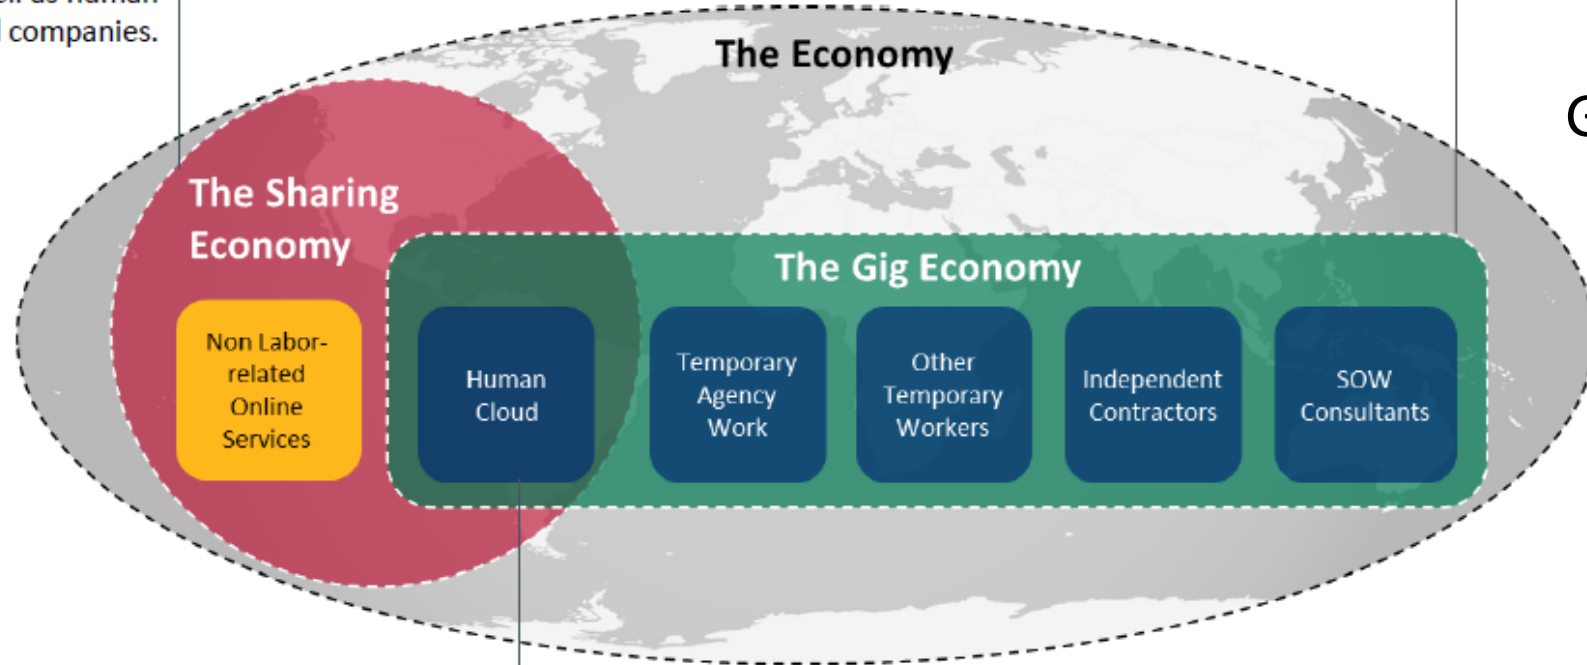 companies.
The Economy
The Sharing
Economy
The Gig Economy
Non Labor-
related
Online
Services
Human
Cloud
Temporary
Agency
Work
Other
Temporary
Workers
Independent
Contractors
SOW
Consultants